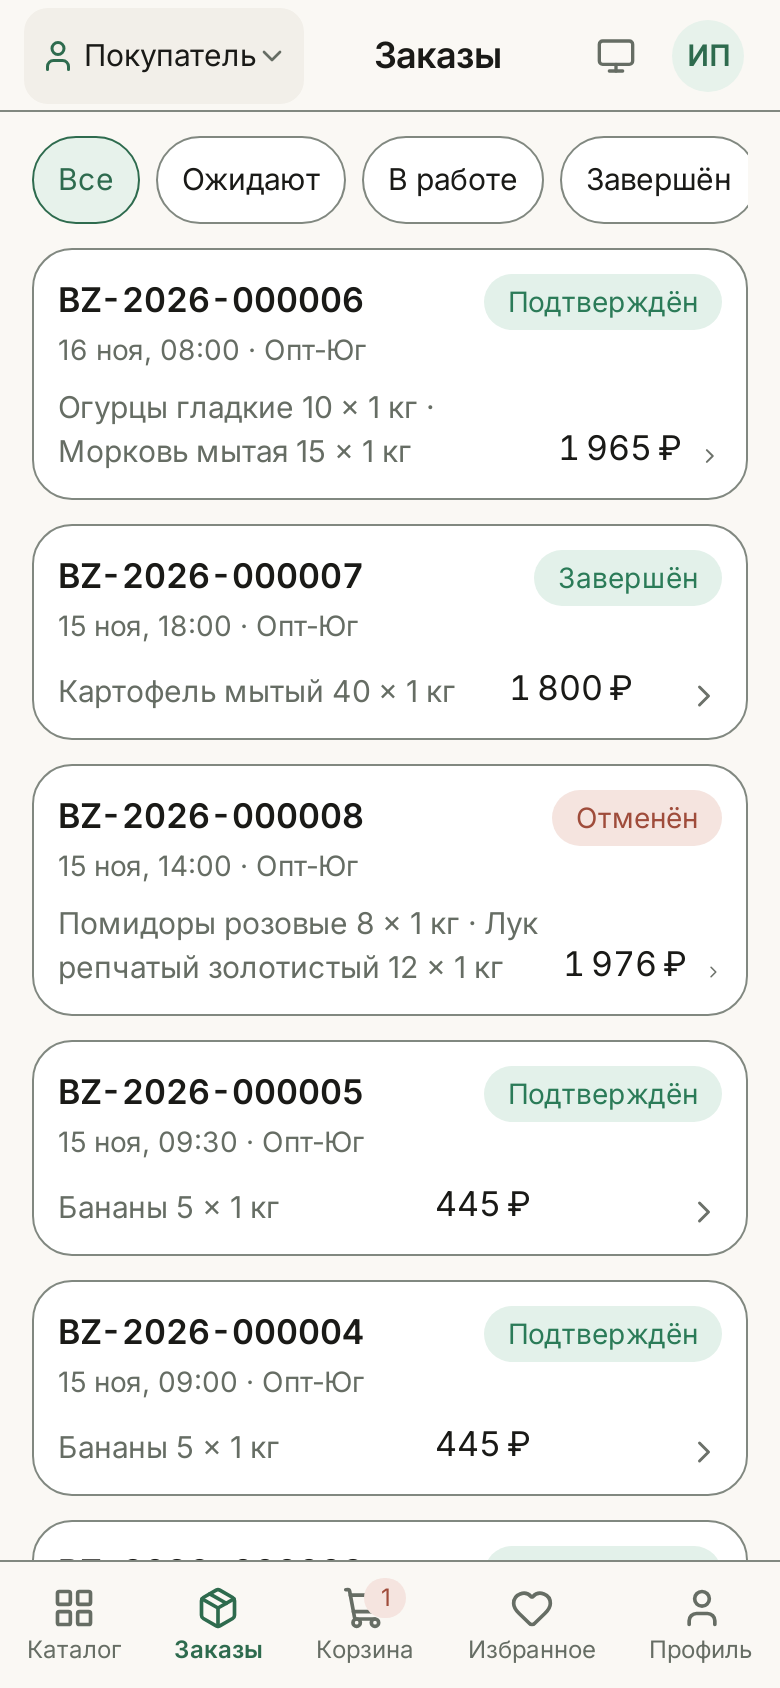 Покупатель
Заказы
ИП
Все
Ожидают
В работе
Завершён
BZ-2026-000006
Подтверждён
16 ноя, 08:00 · Опт-Юг
Огурцы гладкие 10 × 1 кг ·
Морковь мытая 15 × 1 кг
1 965 ₽
BZ-2026-000007
Завершён
15 ноя, 18:00 · Опт-Юг
Картофель мытый 40 × 1 кг
1 800 ₽
BZ-2026-000008
Отменён
15 ноя, 14:00 · Опт-Юг
Помидоры розовые 8 × 1 кг · Лук
репчатый золотистый 12 × 1 кг
1 976 ₽
BZ-2026-000005
Подтверждён
15 ноя, 09:30 · Опт-Юг
Бананы 5 × 1 кг
445 ₽
BZ-2026-000004
Подтверждён
15 ноя, 09:00 · Опт-Юг
Бананы 5 × 1 кг
445 ₽
1
Каталог
Заказы
Корзина
Избранное
Профиль